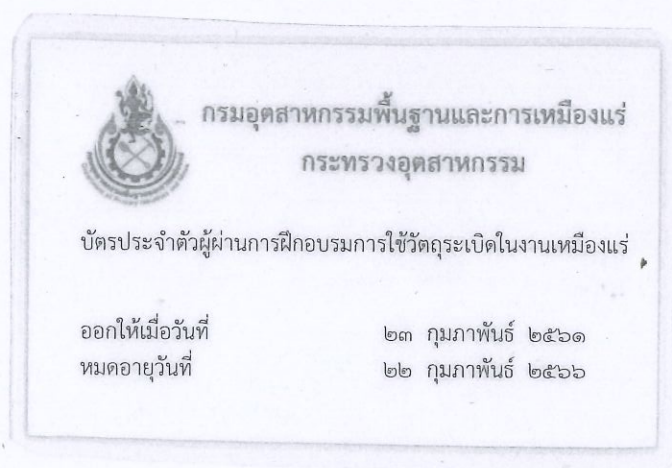 กรมอุตสาหกรรมพื้นฐานและการเหมืองแร่
กระทรวงอุตสาหกรรม
บัตรประจำตัวผู้ผ่านการฝึกอบรมการใช้วัตถุระเบิดในงานเหมืองแร่
ออกให้เมื่อวันที่ ๒๓ กุมภาพันธ์ ๒๕๖๑
หมดอายุวันที่ ๒๒ กุมภาพันธ์ ๒๕๖๖